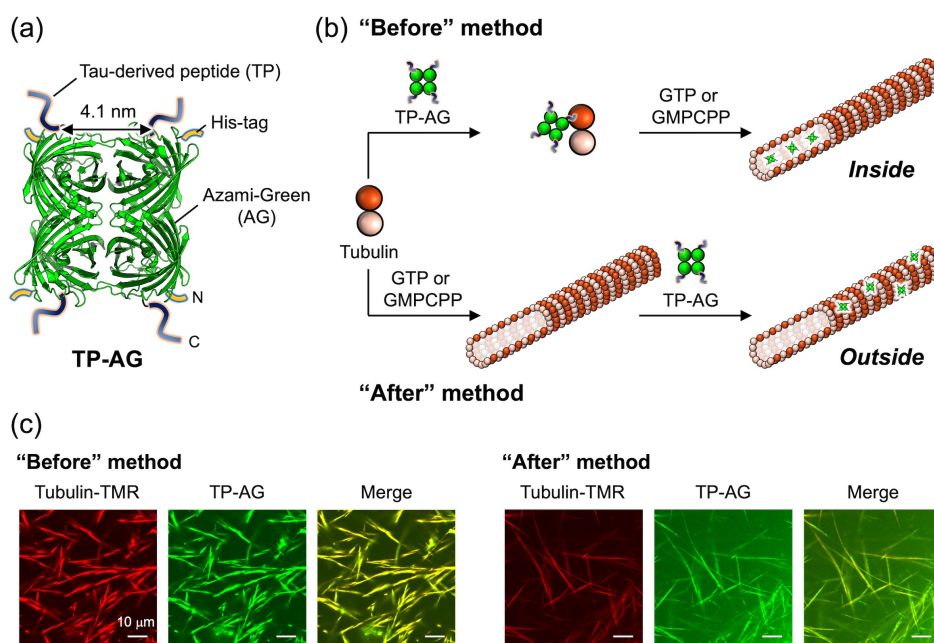 (a)
Tau-derived peptide (TP)
4.1 nm
His-tag
Azami-Green
(AG)
N
C
TP-AG
(b)
“Before” method
TP-AG
GTP or
GMPCPP
Inside
Tubulin
GTP or
GMPCPP
TP-AG
Outside
“After” method
(c)
“Before” method
Tubulin-TMR
TP-AG
Merge
10 μm
“After” method
Tubulin-TMR
TP-AG
Merge